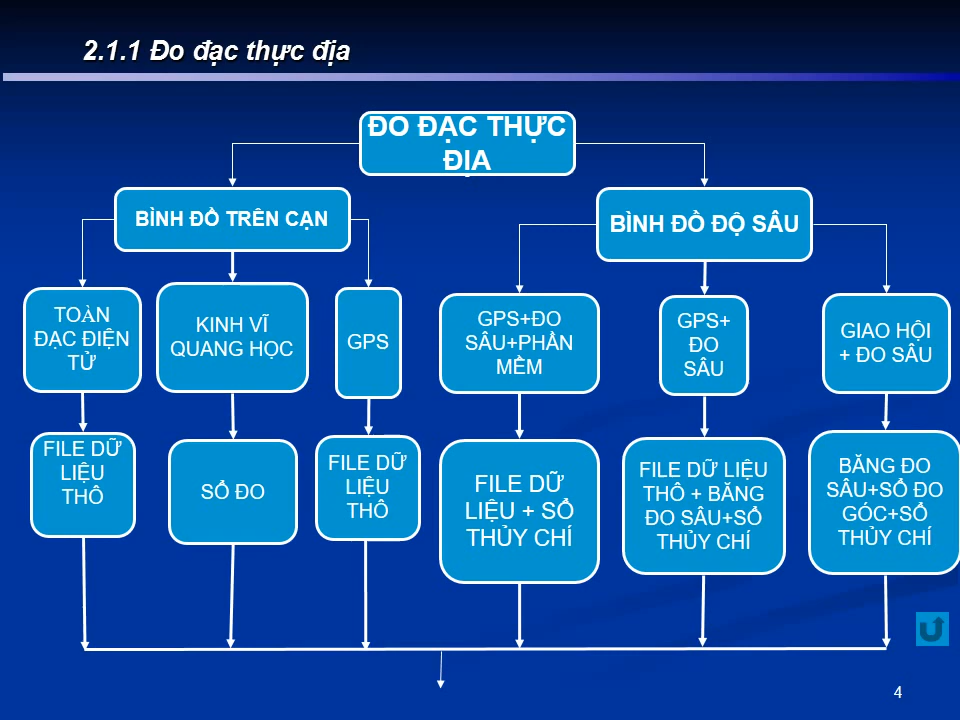 2.1.1 Đo đạc thực địa
ĐO ĐẠC THỰC
ĐỊA
BÌNH ĐỒ TRÊN CẠN
BÌNH ĐỒ ĐỘ SÂU
TOÀN
ĐẠC ĐIỆN
TỬ
KINH VĨ
QUANG HỌC
GPS
GPS+ĐO
SÂU+PHẦN
MỀM
GPS+
ĐO
SÂU
GIAO HỘI
+ ĐO SÂU
FILE DỮ
LIỆU
THÔ
SỔ ĐO
FILE DỮ
LIỆU
THÔ
FILE DỮ
LIỆU + SỔ
THỦY CHÍ
FILE DỮ LIỆU
THÔ + BĂNG
ĐO SÂU+SỔ
THỦY CHÍ
BĂNG ĐO
SÂU+SỔ ĐO
GÓC+SỔ
THỦY CHÍ
4